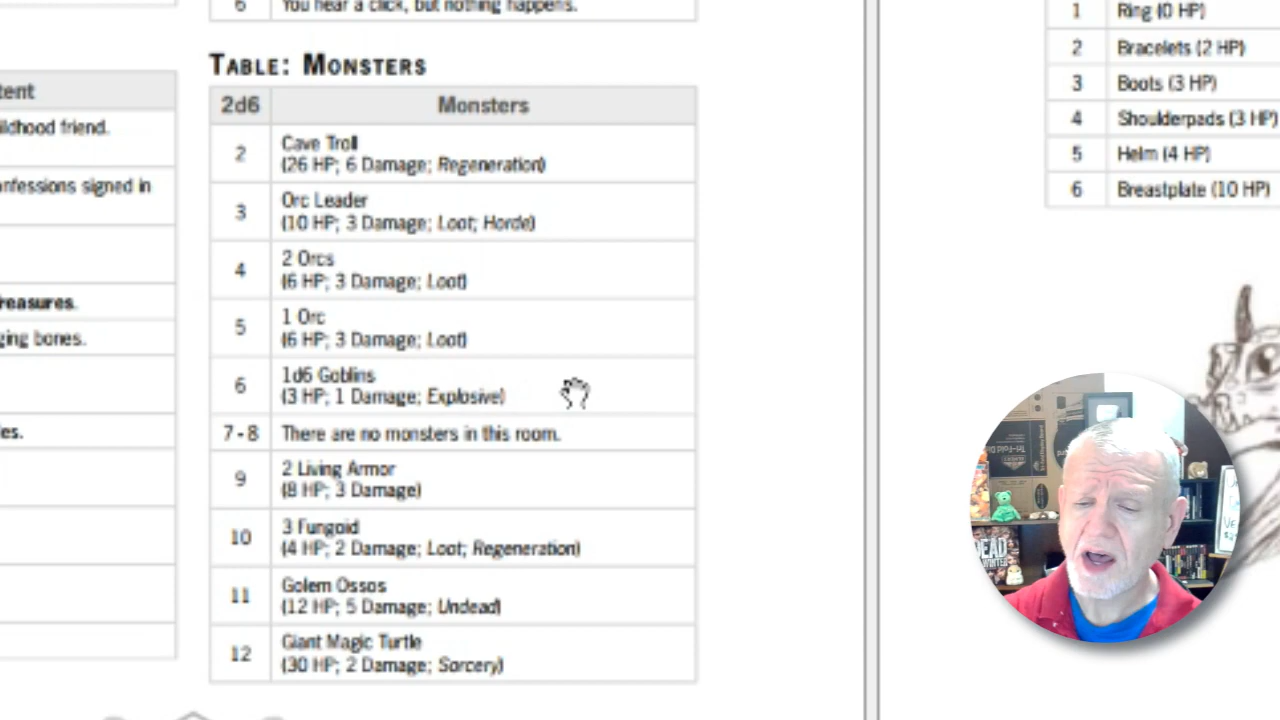 6 You hear a click, but nothing happens.
TABLE: MONSTERS
2d6 Monsters
2 Cave Troll
(26 HP; 6 Damage; Regeneration)
3 Orc Leader
(10 HP; 3 Damage; Loot; Horde)
4 2 Orcs
(6 HP; 3 Damage; Loot)
5 1 Orc
(6 HP; 3 Damage; Loot)
6 1d6 Goblins
(3 HP; 1 Damage; Explosive)
7 - 8 There are no monsters in this room.
9 2 Living Armor
(8 HP; 3 Damage)
10 3 Fungoid
(4 HP; 2 Damage; Loot; Regeneration)
11 Golem Ossos
(12 HP; 5 Damage; Undead)
12 Giant Magic Turtle
(30 HP; 2 Damage; Sorcery)
tent
ildhood friend.
onfessions signed in
reasures.
ging bones.
les.
1 Ring (0 HP)
2 Bracelets (2 HP)
3 Boots (3 HP)
4 Shoulderpads (3 HP)
5 Helm (4 HP)
6 Breastplate (10 HP)
DEAD
WINTER